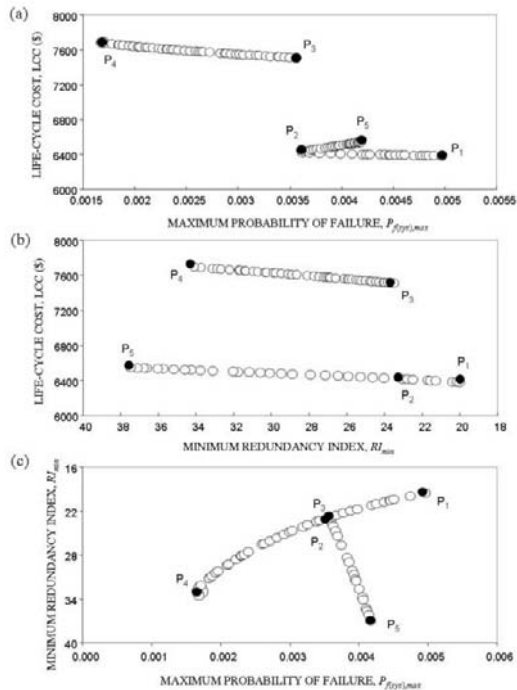 (a)
8000
7600
7200
6800
6400
6000
LIFE-CYCLE COST, LCC ($)
P4
P3
P2
P5
P1
0.0015 0.002 0.0025 0.003 0.0035 0.004 0.0045 0.005 0.0055
MAXIMUM PROBABILITY OF FAILURE, Pf(sys),max
(b)
8000
7600
7200
6800
6400
6000
LIFE-CYCLE COST, LCC ($)
P4
P3
P5
P1
P2
40 38 36 34 32 30 28 26 24 22 20 18
MINIMUM REDUNDANCY INDEX, RImin
(c)
16
22
28
34
40
MINIMUM REDUNDANCY INDEX, RImin
P3
P1
P2
P4
P5
0.000 0.001 0.002 0.003 0.004 0.005 0.006
MAXIMUM PROBABILITY OF FAILURE, Pf(sys),max